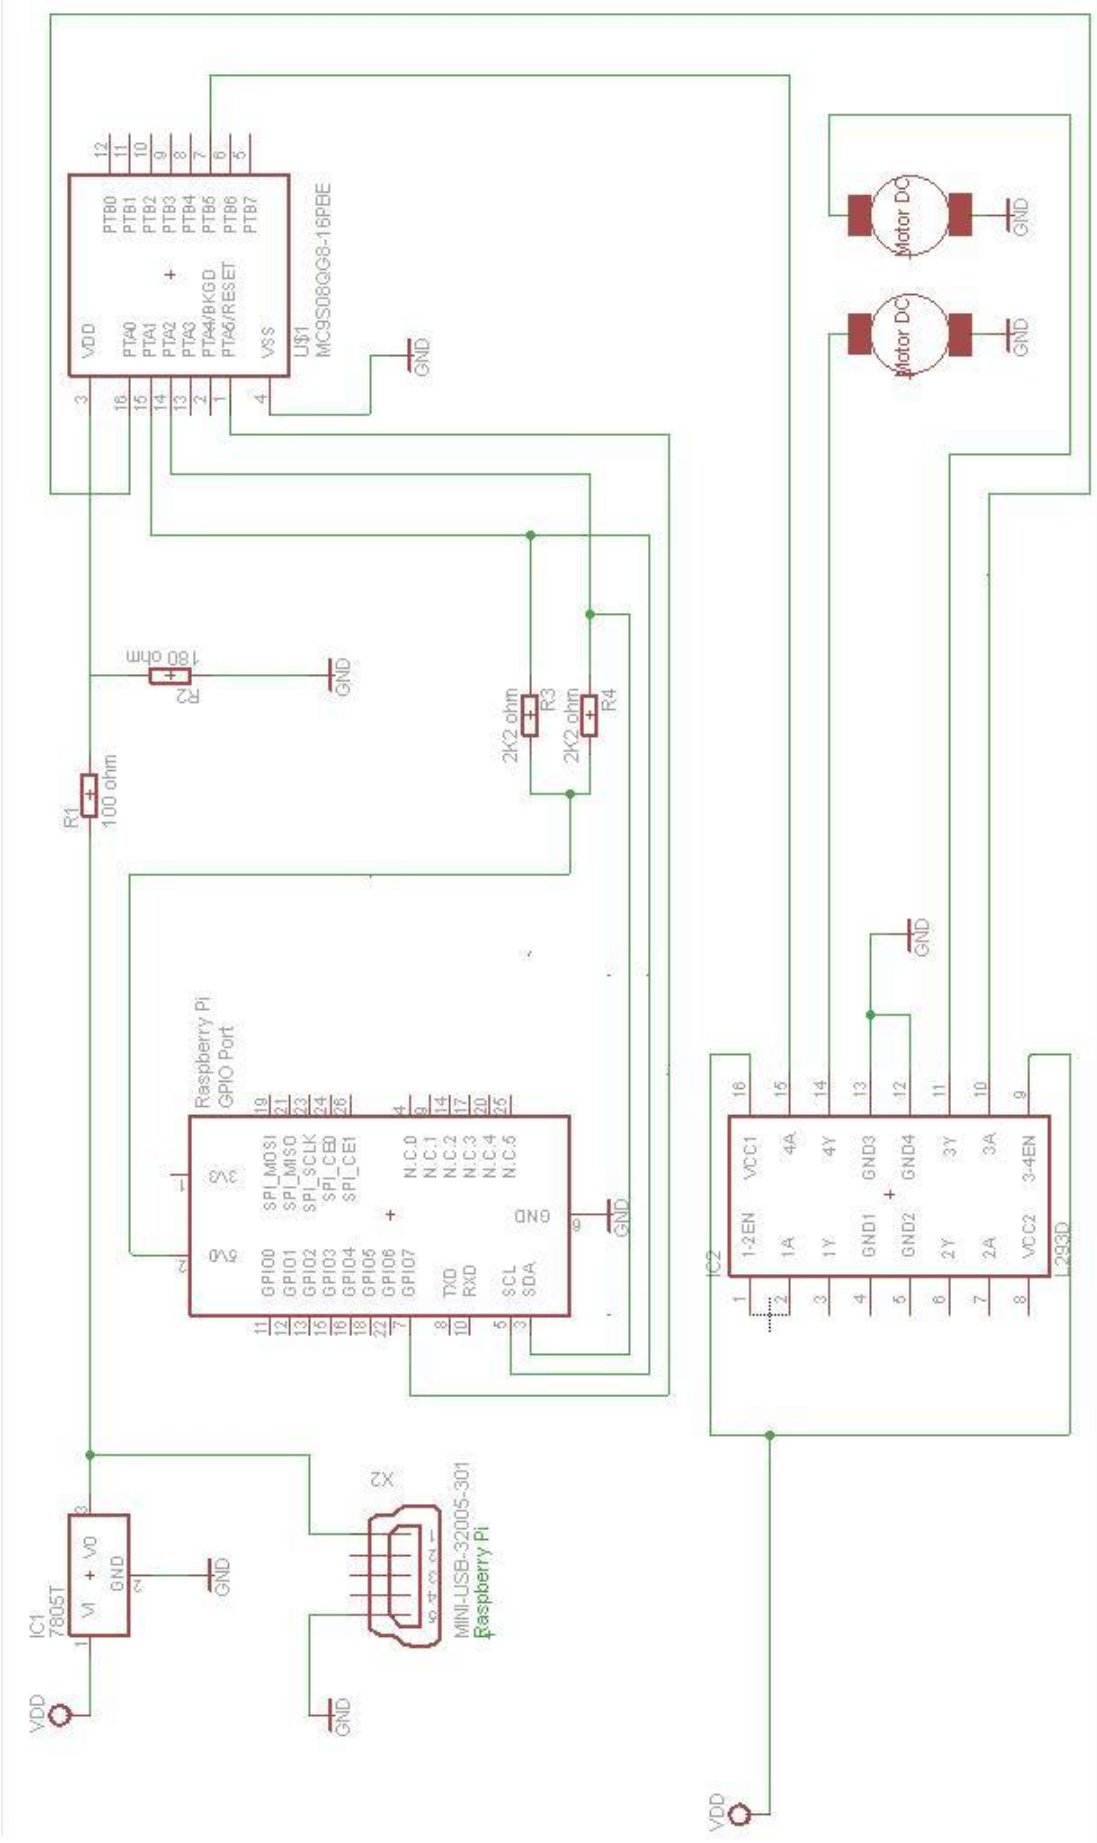 VDD
IC1
7805T
1
VI
VO
3
GND
2
GND
R1
100 ohm
R2
180 ohm
GND
3
VDD
16
PTA0
15
PTA1
14
PTA2
13
PTA3
2
PTA4/BKGD
1
PTA5/RESET
4
VSS
PTB0
12
PTB1
11
PTB2
10
PTB3
9
PTB4
8
PTB5
7
PTB6
6
PTB7
5
U$1
MC9S08QG8-16PBE
GND
Raspberry Pi
GPIO Port
5V0
2
3V3
1
11
GPIO0
12
GPIO1
13
GPIO2
15
GPIO3
16
GPIO4
18
GPIO5
22
GPIO6
7
GPIO7
8
TXD
10
RXD
5
SCL
3
SDA
SPI_MOSI
19
SPI_MISO
21
SPI_SCLK
23
SPI_CE0
24
SPI_CE1
26
N.C.0
4
N.C.1
9
N.C.2
14
N.C.3
17
N.C.4
20
N.C.5
25
GND
6
GND
2K2 ohm
R3
2K2 ohm
R4
GND
X2
5 4 3 2 1
MINI-USB-32005-301
Raspberry Pi
VDD
IC2
1
1-2EN
VCC1
16
2
1A
4A
15
3
1Y
4Y
14
4
GND1
GND3
13
5
GND2
GND4
12
6
2Y
3Y
11
7
2A
3A
10
8
VCC2
3-4EN
9
L293D
GND
Motor DC
GND
Motor DC
GND